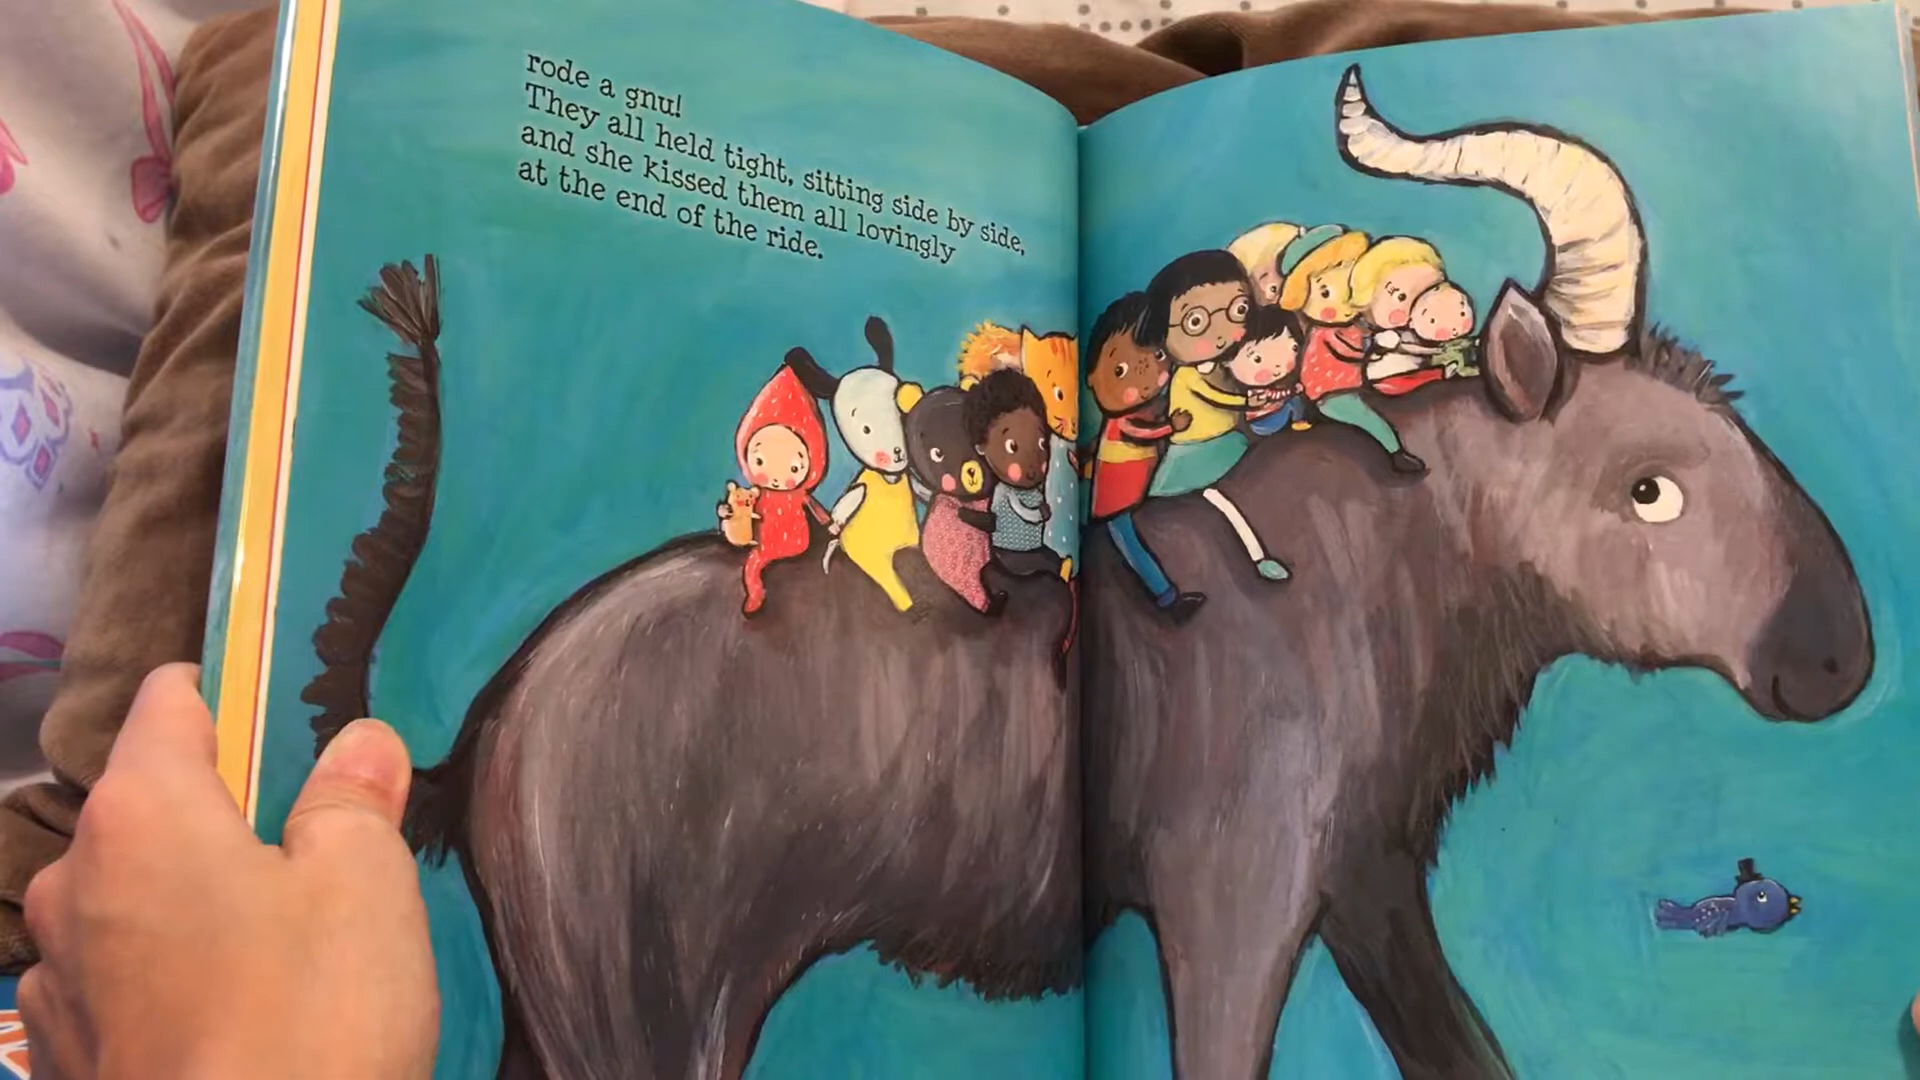 rode a gnu!
They all held tight, sitting side by side,
and she kissed them all lovingly
at the end of the ride.